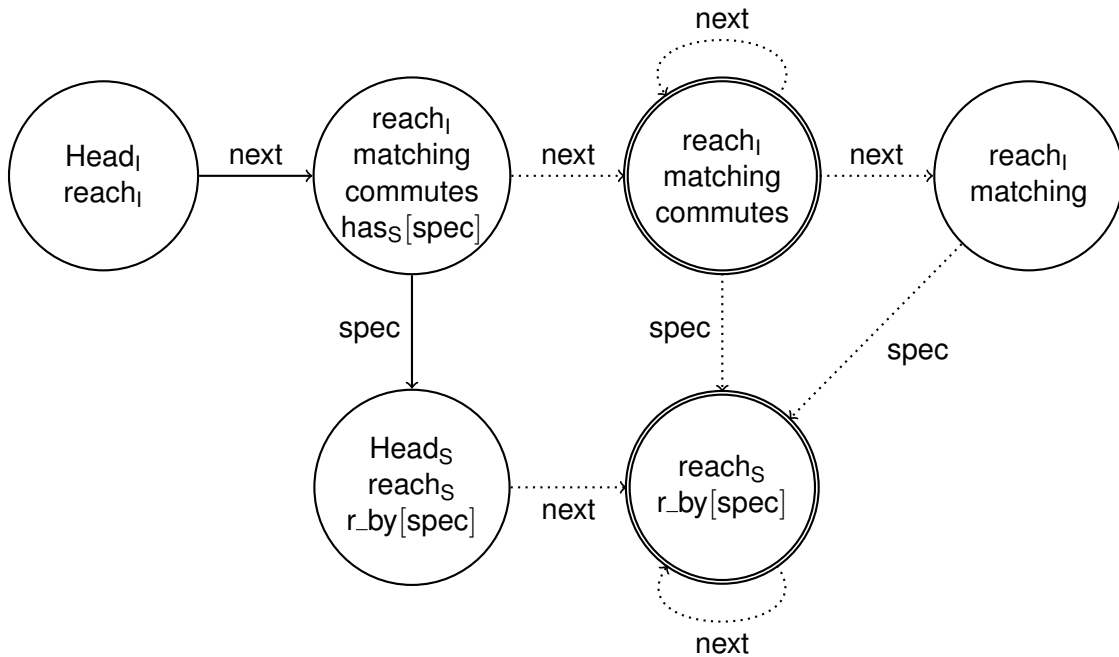 next
Head_I
reach_I
next
reach_I
matching
commutes
has_S[spec]
next
reach_I
matching
commutes
next
reach_I
matching
spec
spec
spec
Head_S
reach_S
r_by[spec]
next
reach_S
r_by[spec]
next